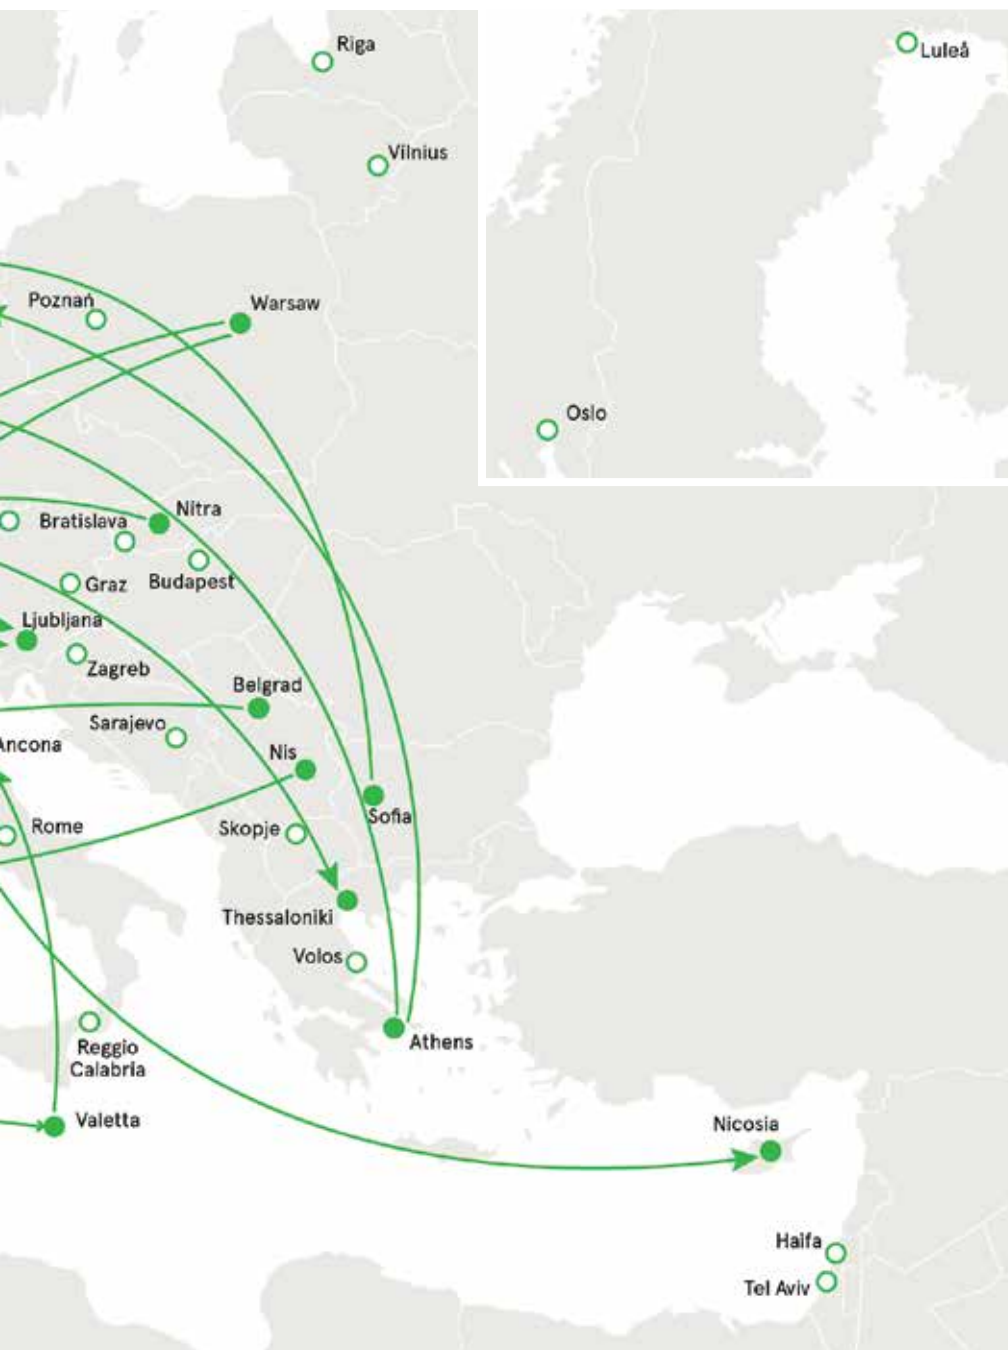 Riga
Luleå
Vilnius
Poznań
Warsaw
Oslo
Nitra
Bratislava
Budapest
Graz
Ljubljana
Zagreb
Belgrad
Sarajevo
Ancona
Nis
Sofia
Rome
Skopje
Thessaloniki
Volos
Athens
Reggio
Calabria
Valetta
Nicosia
Haifa
Tel Aviv